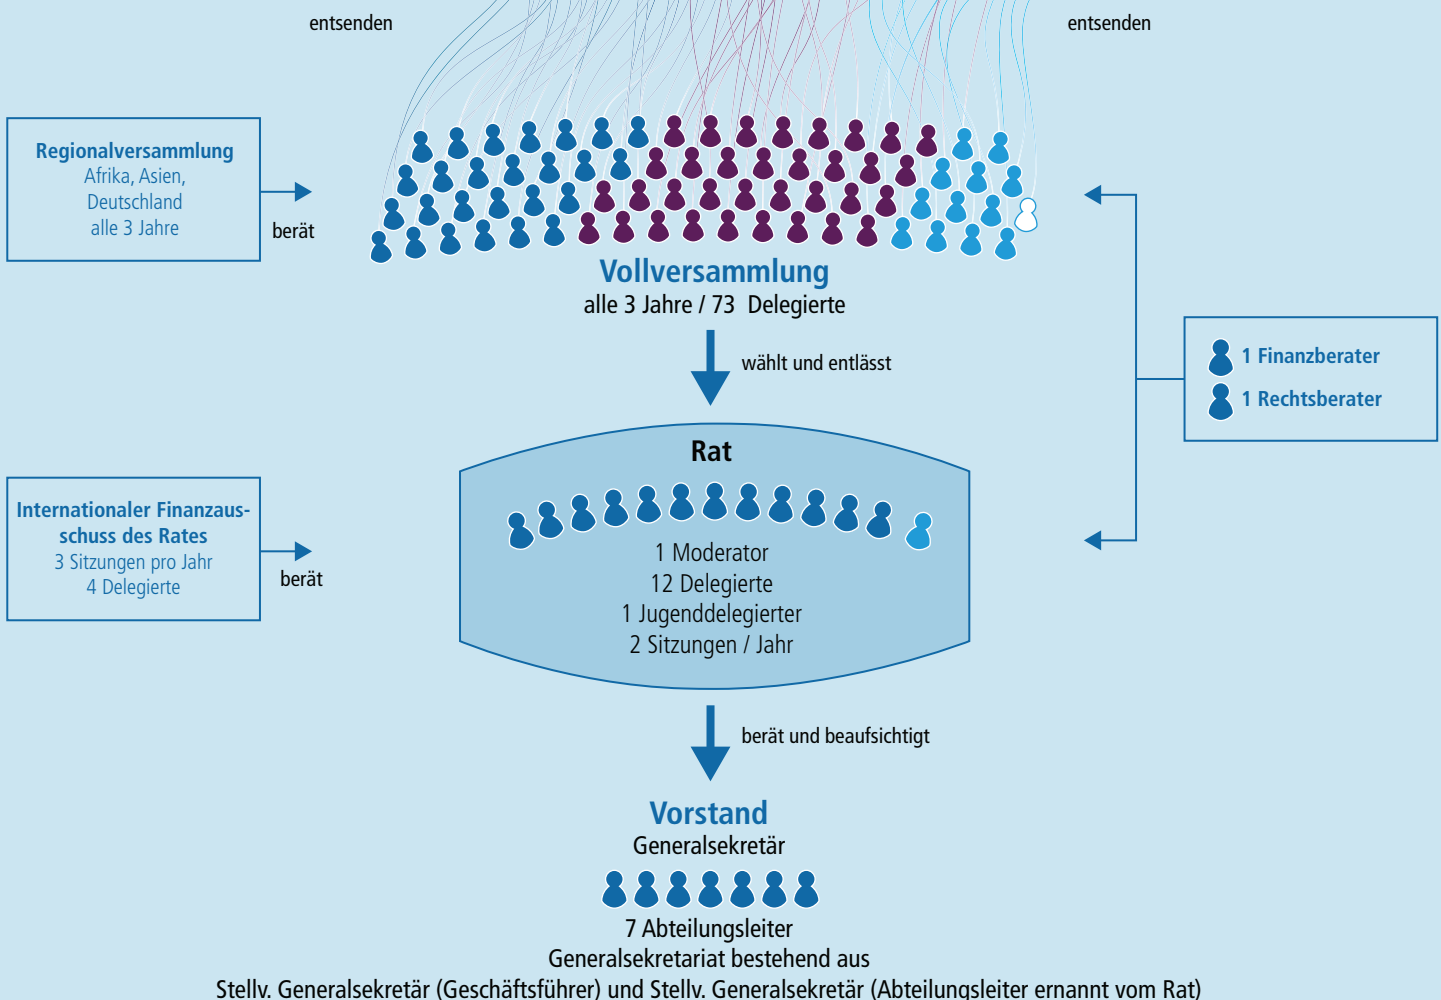 entsenden
entsenden
Regionalversammlung
Afrika, Asien,
Deutschland
alle 3 Jahre
berät
Vollversammlung
alle 3 Jahre / 73 Delegierte
wählt und entlässt
1 Finanzberater
1 Rechtsberater
Rat
1 Moderator
12 Delegierte
1 Jugenddelegierter
2 Sitzungen / Jahr
Internationaler Finanzaus-
schuss des Rates
3 Sitzungen pro Jahr
4 Delegierte
berät
berät und beaufsichtigt
Vorstand
Generalsekretär
7 Abteilungsleiter
Generalsekretariat bestehend aus
Stellv. Generalsekretär (Geschäftsführer) und Stellv. Generalsekretär (Abteilungsleiter ernannt vom Rat)